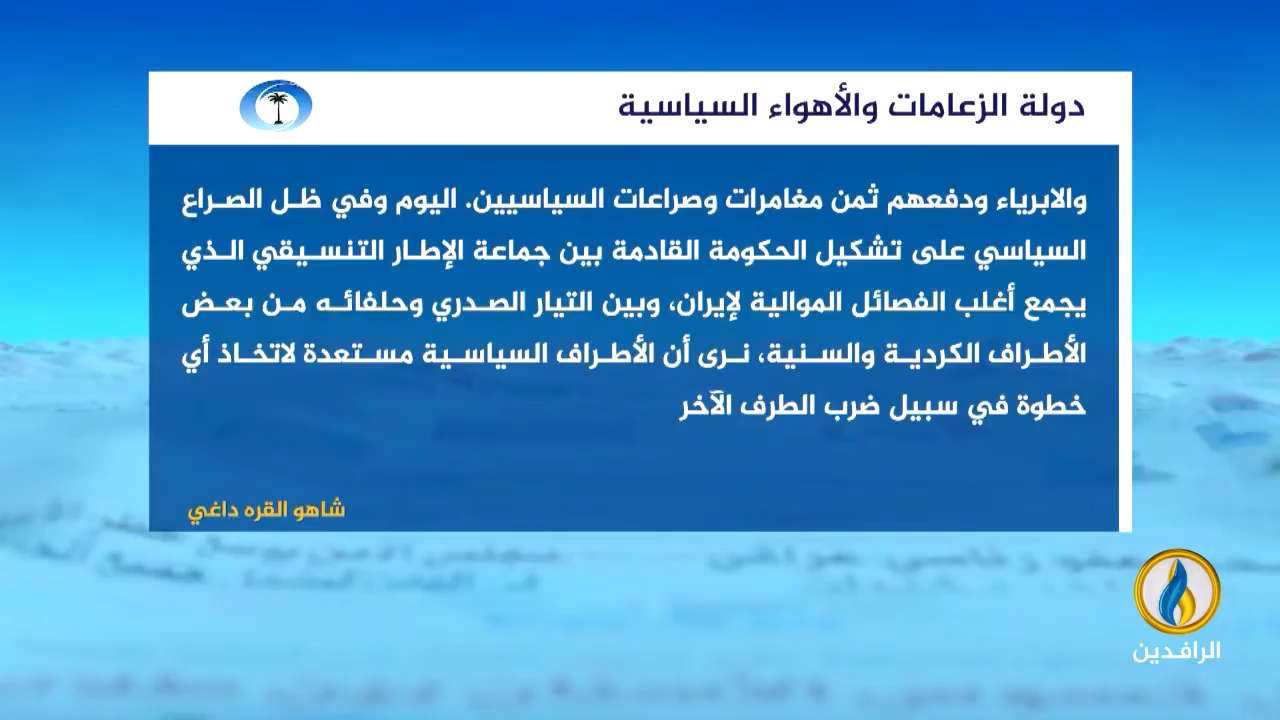 دولة الزعامات والأهواء السياسية
والابرياء ودفعهم ثمن مغامرات وصراعات السياسيين. اليوم وفي ظل الصراع
السياسي على تشكيل الحكومة القادمة بين جماعة الإطار التنسيقي الذي
يجمع أغلب الفصائل الموالية لإيران، وبين التيار الصدري وحلفائه من بعض
الأطراف الكردية والسنية، نرى أن الأطراف السياسية مستعدة لاتخاذ أي
خطوة في سبيل ضرب الطرف الآخر
شاهو القره داغي
الرافدين